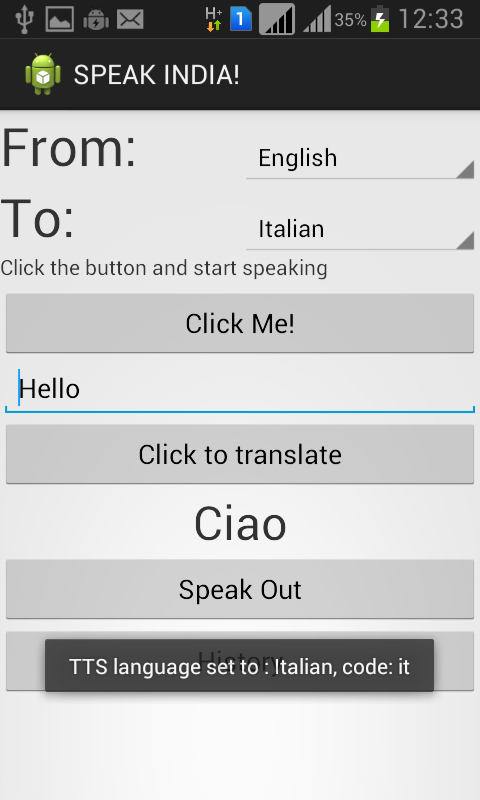 H+ 1 35% 12:33
SPEAK INDIA!
From: English
To: Italian
Click the button and start speaking
Click Me!
Hello
Click to translate
Ciao
Speak Out
History
TTS language set to : Italian, code: it